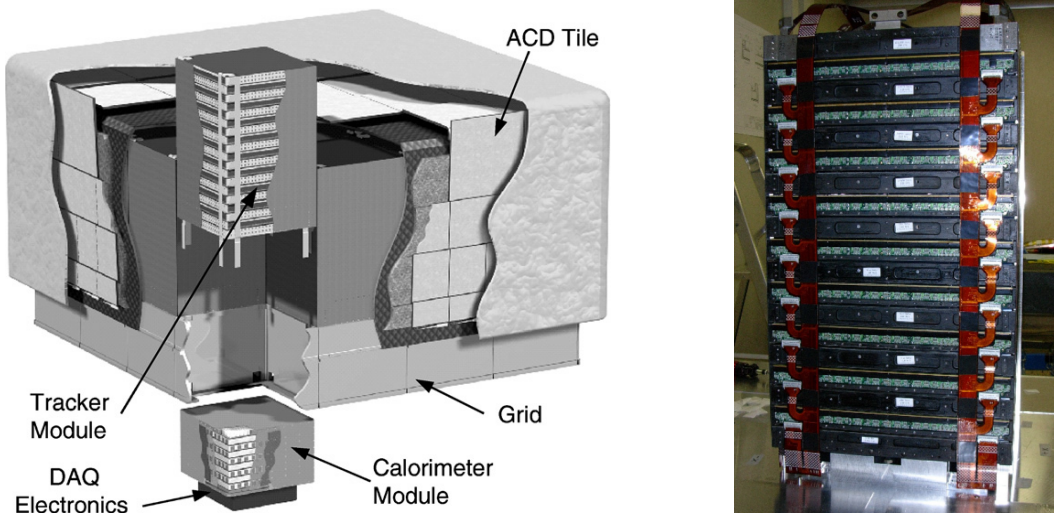 ACD Tile
Tracker
Module
Grid
DAQ
Electronics
Calorimeter
Module